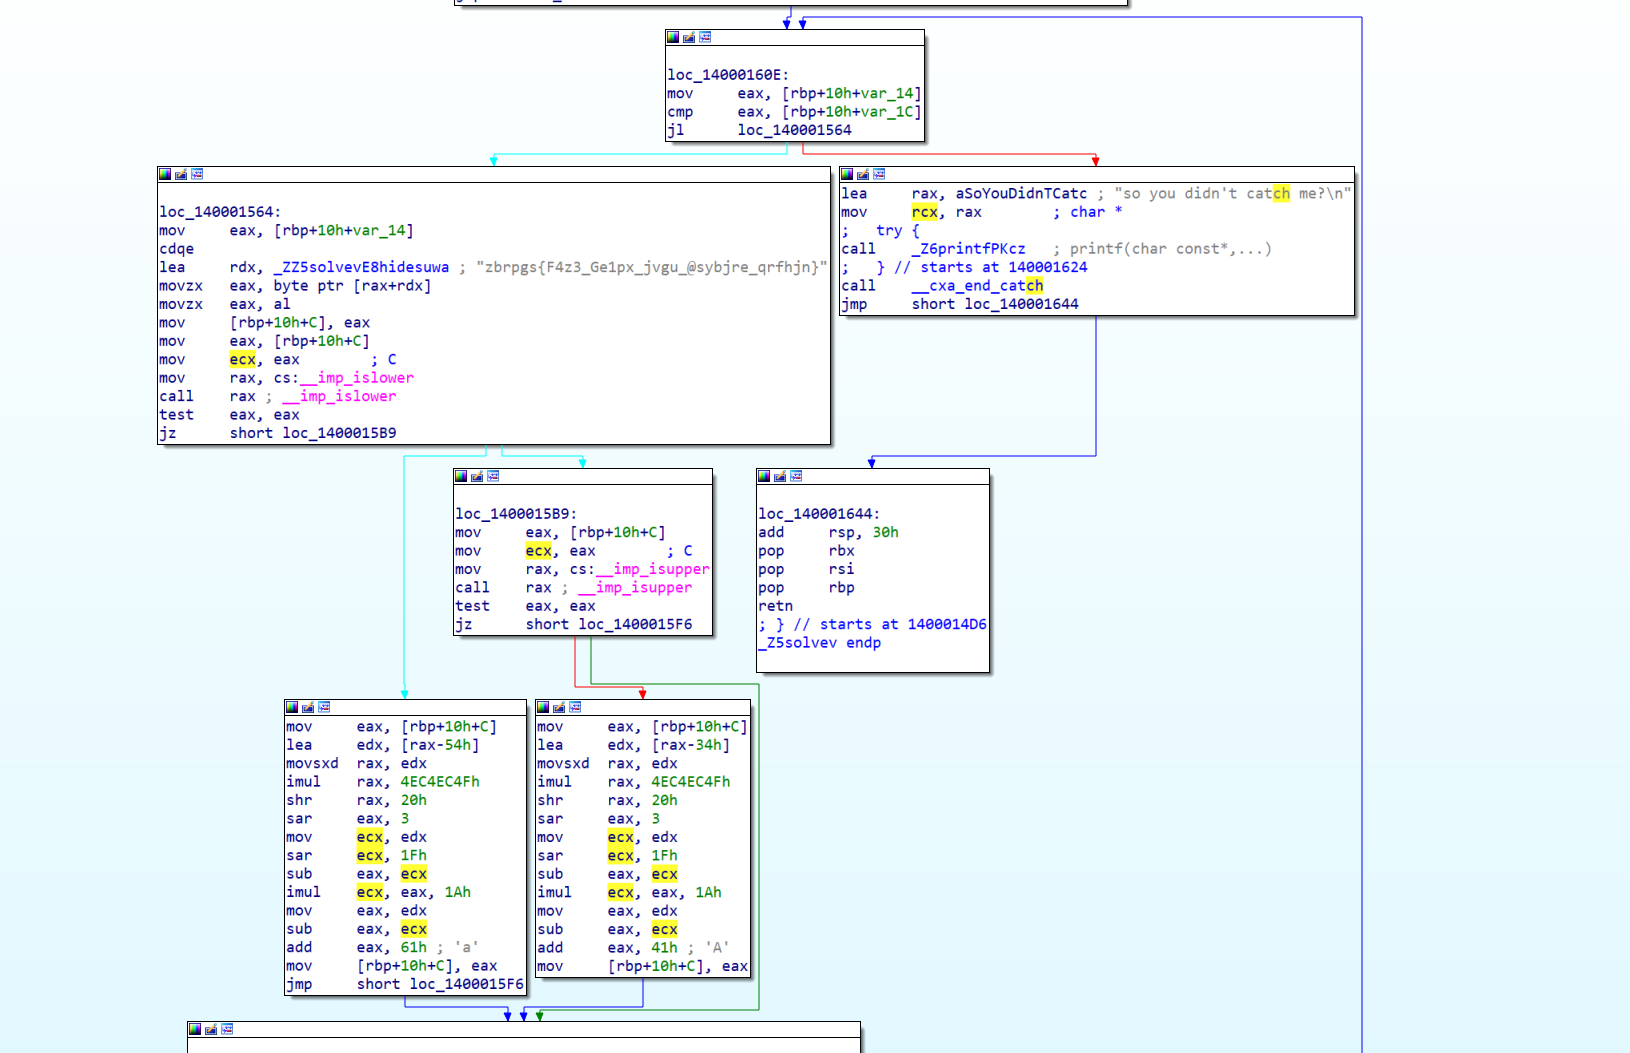 loc_14000160E:
mov eax, [rbp+10h+var_14]
cmp eax, [rbp+10h+var_1C]
jl loc_140001564
loc_140001564:
mov eax, [rbp+10h+var_14]
cdqe
lea rdx, _ZZ5solvevE8hidesuwa ; "zbrpgs{F4z3_Ge1px_jvgu_@sybjre_qrfhjn}"
movzx eax, byte ptr [rax+rdx]
movzx eax, al
mov [rbp+10h+C], eax
mov eax, [rbp+10h+C]
mov ecx, eax ; C
mov rax, cs:__imp_islower
call rax ; __imp_islower
test eax, eax
jz short loc_1400015B9
lea rax, aSoYouDidnTCatc ; "so you didn't catch me?\n"
mov rcx, rax ; char *
; try {
call _Z6printfPKcz ; printf(char const*,...)
; } // starts at 140001624
call __cxa_end_catch
jmp short loc_140001644
loc_1400015B9:
mov eax, [rbp+10h+C]
mov ecx, eax ; C
mov rax, cs:__imp_isupper
call rax ; __imp_isupper
test eax, eax
jz short loc_1400015F6
loc_140001644:
add rsp, 30h
pop rbx
pop rsi
pop rbp
retn
; } // starts at 1400014D6
_Z5solvev endp
mov eax, [rbp+10h+C]
lea edx, [rax-54h]
movsxd rax, edx
imul rax, 4EC4EC4Fh
shr rax, 20h
sar eax, 3
mov ecx, edx
sar ecx, 1Fh
sub eax, ecx
imul ecx, eax, 1Ah
mov eax, edx
sub eax, ecx
add eax, 61h ; 'a'
mov [rbp+10h+C], eax
jmp short loc_1400015F6
mov eax, [rbp+10h+C]
lea edx, [rax-34h]
movsxd rax, edx
imul rax, 4EC4EC4Fh
shr rax, 20h
sar eax, 3
mov ecx, edx
sar ecx, 1Fh
sub eax, ecx
imul ecx, eax, 1Ah
mov eax, edx
sub eax, ecx
add eax, 41h ; 'A'
mov [rbp+10h+C], eax